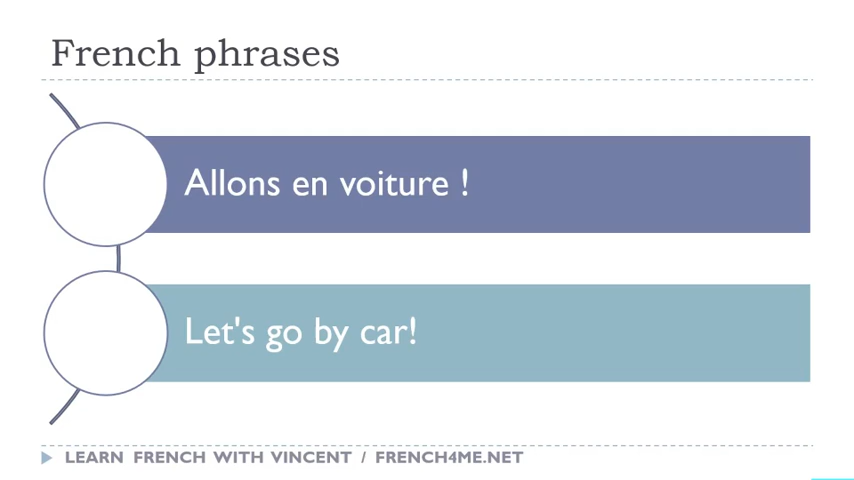 French phrases
Allons en voiture !
Let's go by car!
LEARN FRENCH WITH VINCENT / FRENCH4ME.NET